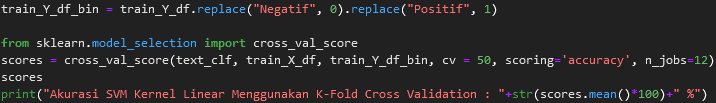 train_Y_df_bin = train_Y_df.replace("Negatif", 0).replace("Positif", 1)
from sklearn.model_selection import cross_val_score
scores = cross_val_score(text_clf, train_X_df, train_Y_df_bin, cv = 50, scoring='accuracy', n_jobs=12)
scores
print("Akurasi SVM Kernel Linear Menggunakan K-Fold Cross Validation : "+str(scores.mean()*100)+" %")